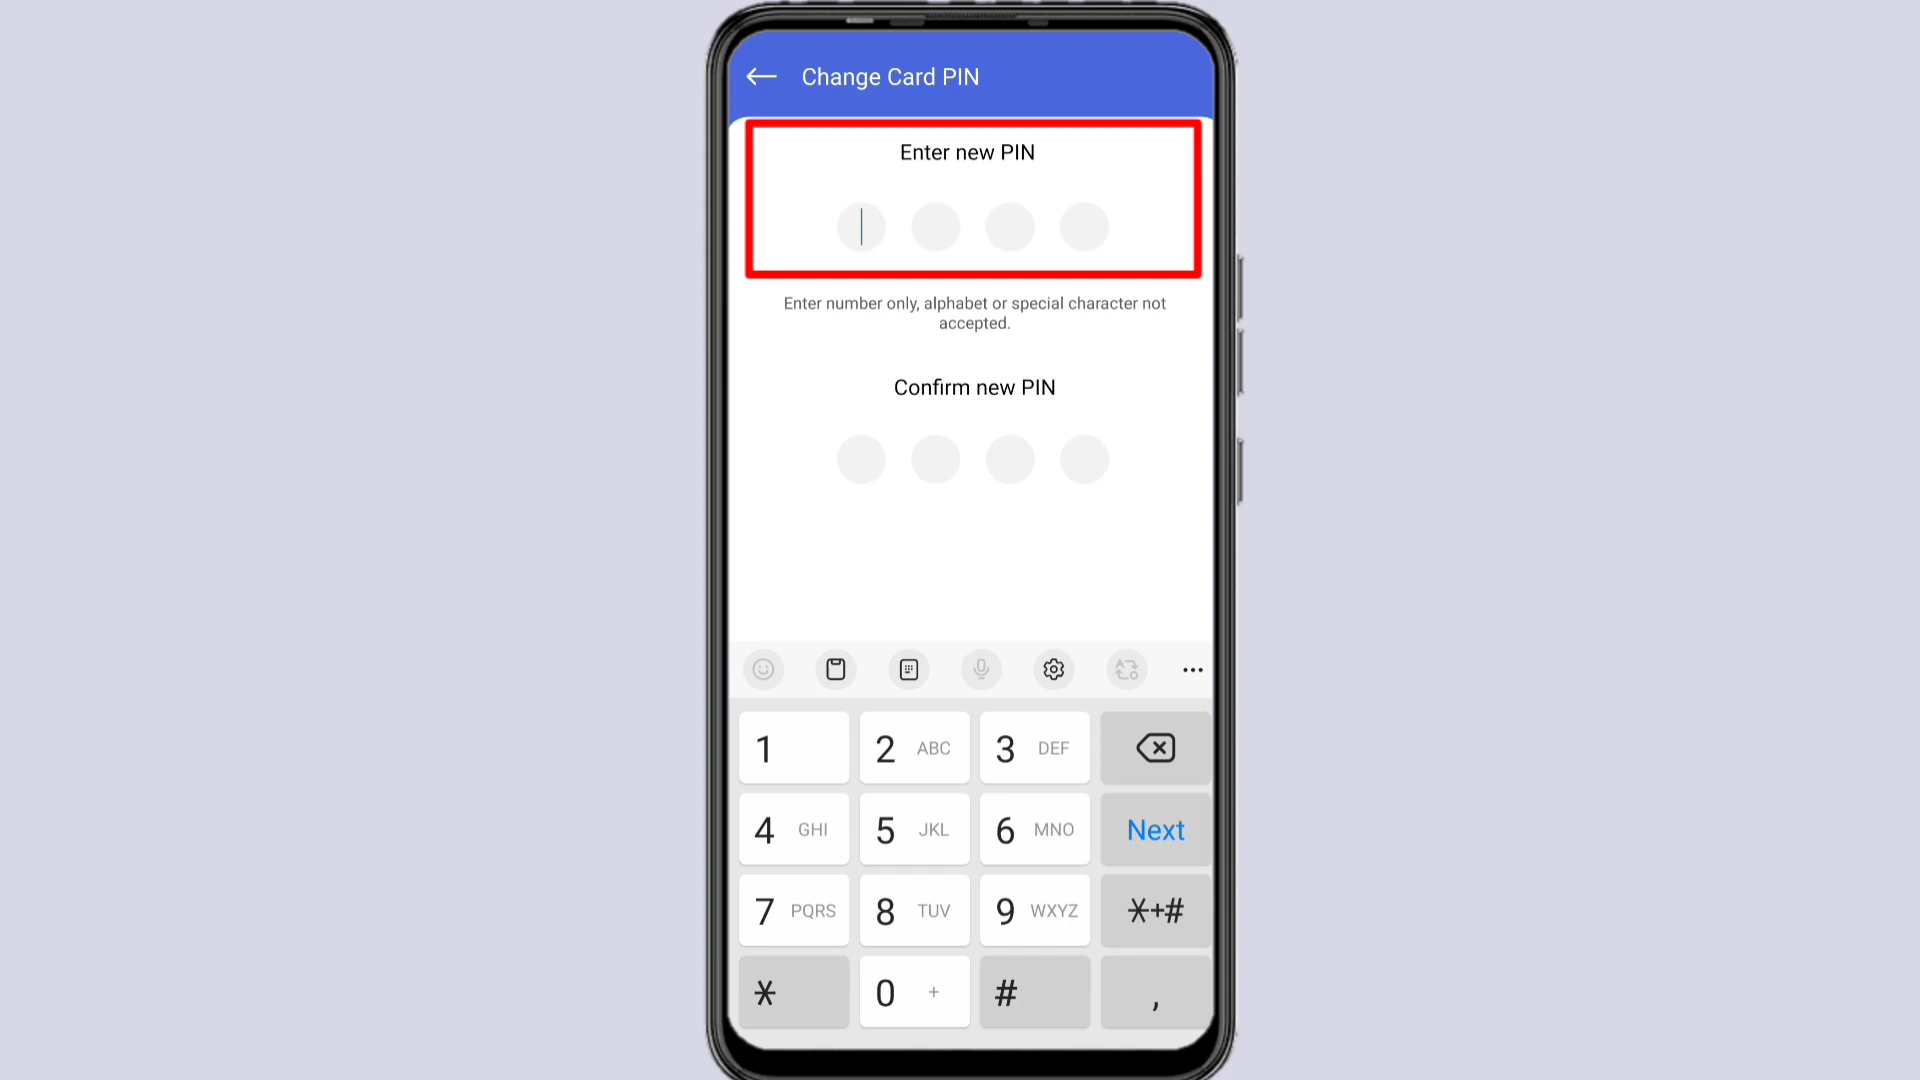 Change Card PIN
Enter new PIN
Enter number only, alphabet or special character not
accepted.
Confirm new PIN
1 2 ABC 3 DEF
4 GHI 5 JKL 6 MNO Next
7 PQRS 8 TUV 9 WXYZ *+#
* 0 + # ,